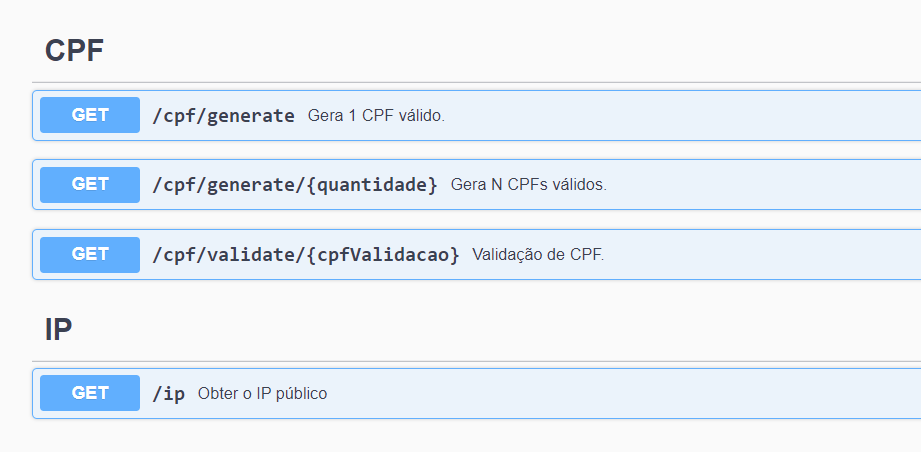 CPF
GET /cpf/generate Gera 1 CPF válido.
GET /cpf/generate/{quantidade} Gera N CPFs válidos.
GET /cpf/validate/{cpfValidacao} Validação de CPF.
IP
GET /ip Obter o IP público